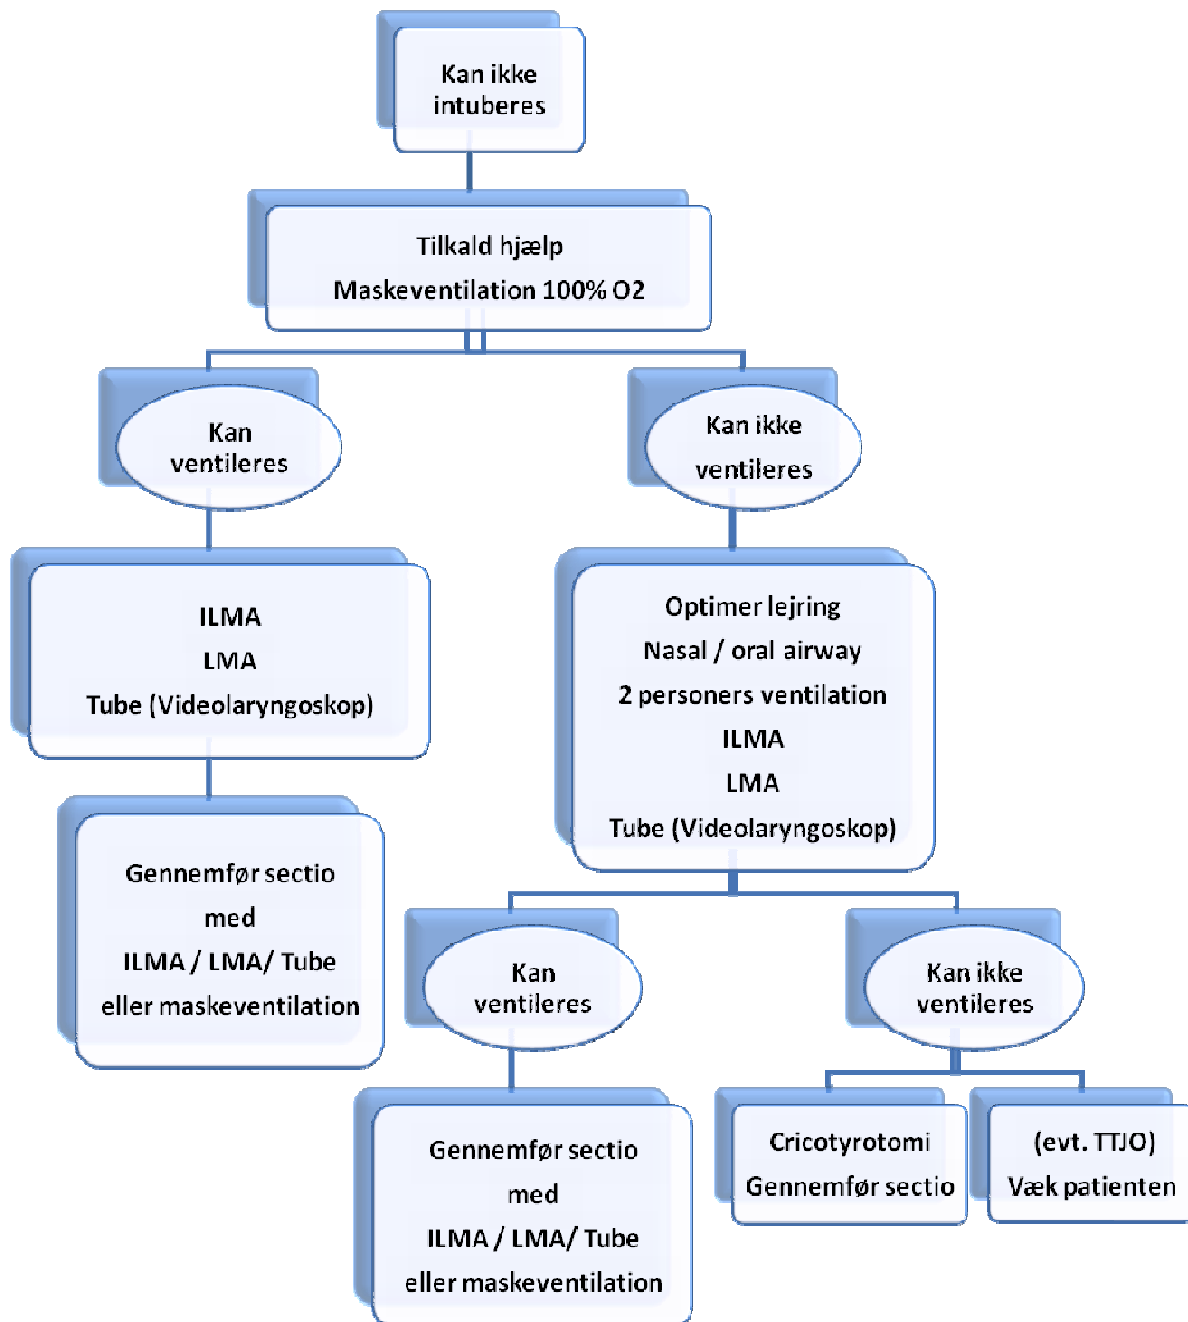 Kan ikke
intuberes
Tilkald hjælp
Maskeventilation 100% O2
Kan
ventileres
Kan ikke
ventileres
ILMA
LMA
Tube (Videolaryngoskop)
Optimer lejring
Nasal / oral airway
2 personers ventilation
ILMA
LMA
Tube (Videolaryngoskop)
Gennemfør sectio
med
ILMA / LMA/ Tube
eller maskeventilation
Kan
ventileres
Kan ikke
ventileres
Gennemfør sectio
med
ILMA / LMA/ Tube
eller maskeventilation
Cricotyrotomi
Gennemfør sectio
(evt. TTJO)
Væk patienten